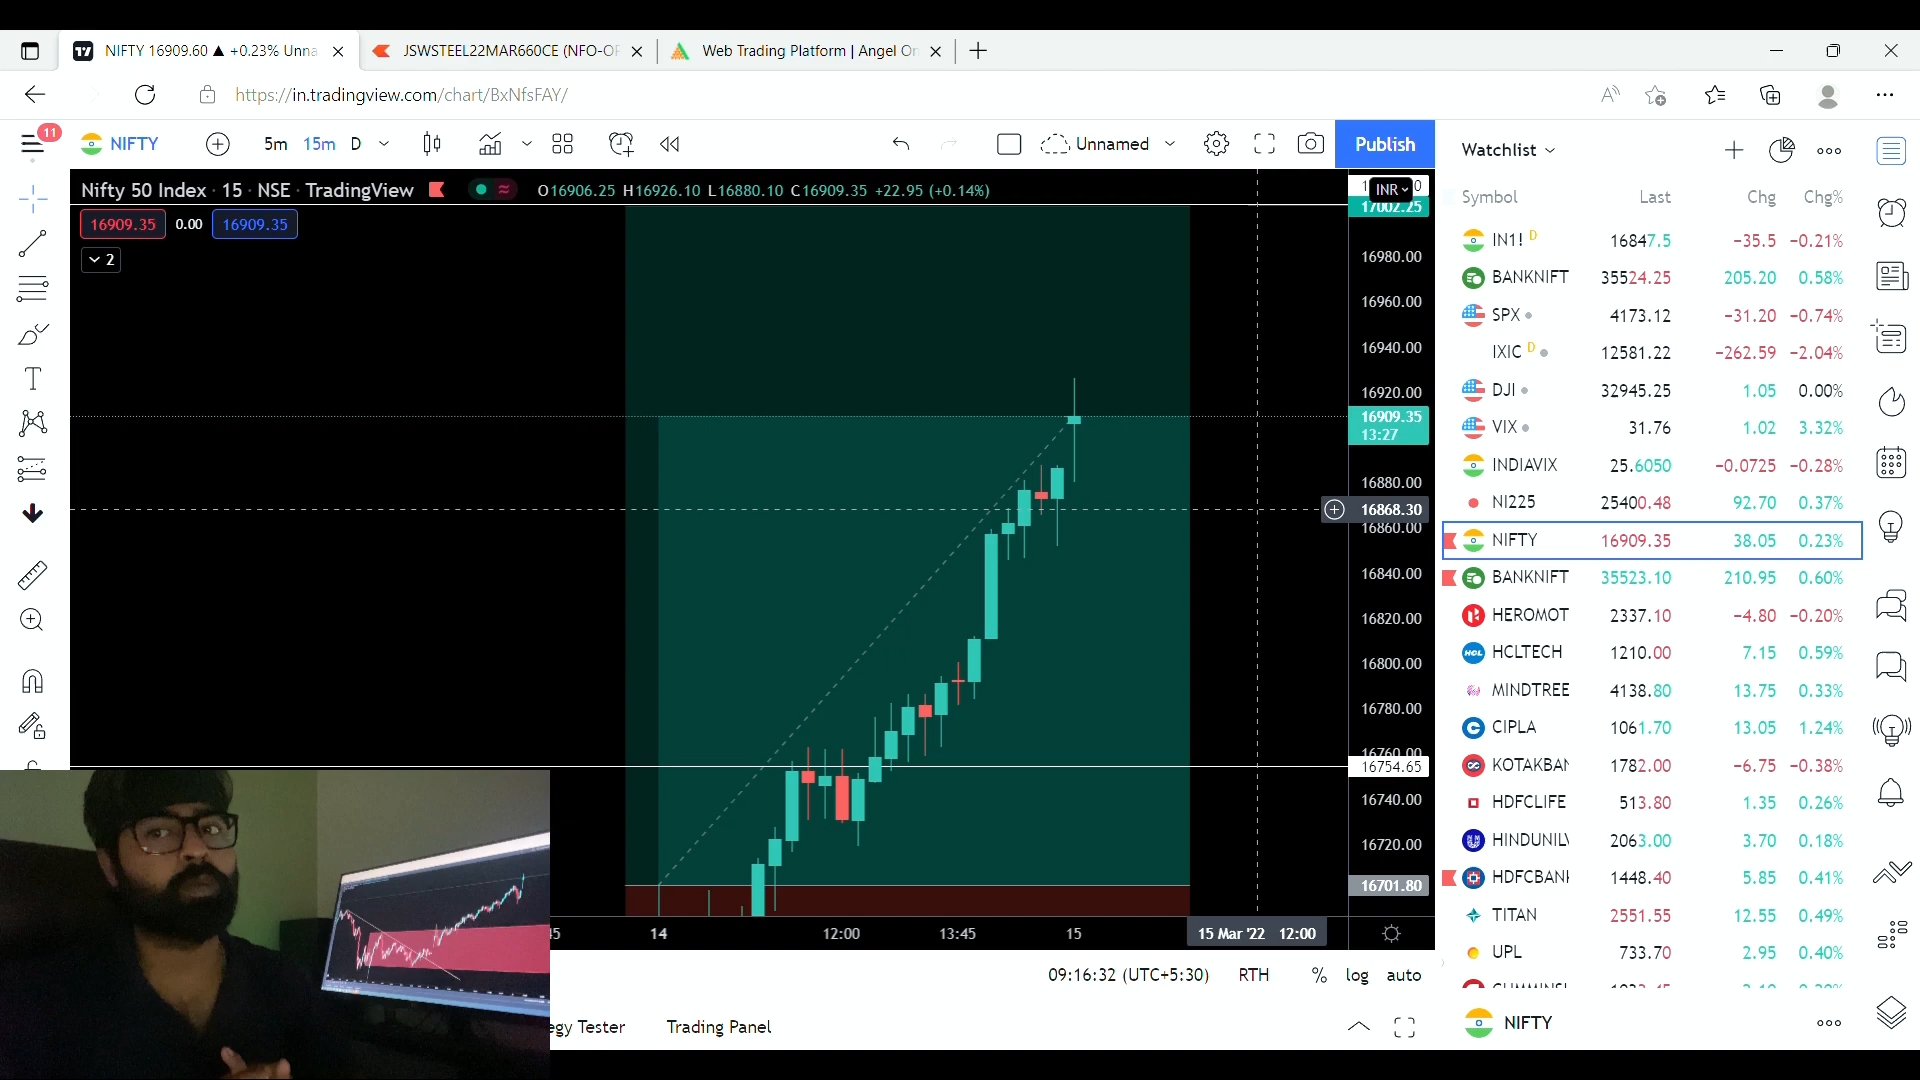 NIFTY 16909.60 ▲ +0.23% Unna
JSWSTEEL22MAR660CE (NFO-OP
Web Trading Platform | Angel On
https://in.tradingview.com/chart/BxNfsFAY/
11
NIFTY
5m 15m D
Unnamed
Publish
Nifty 50 Index · 15 · NSE · TradingView
O16906.25 H16926.10 L16880.10 C16909.35 +22.95 (+0.14%)
16909.35 0.00 16909.35
2
INR
17002.25
16980.00
16960.00
16940.00
16920.00
16909.35
13:27
16880.00
16868.30
16860.00
16840.00
16820.00
16800.00
16780.00
16760.00
16754.65
16740.00
16720.00
16701.80
14 12:00 13:45 15 15 Mar '22 12:00
09:16:32 (UTC+5:30) RTH % log auto
egy Tester Trading Panel
Watchlist
Symbol Last Chg Chg%
IN1! D 16847.5 −35.5 −0.21%
BANKNIFT 35524.25 205.20 0.58%
SPX 4173.12 −31.20 −0.74%
IXIC D 12581.22 −262.59 −2.04%
DJI 32945.25 1.05 0.00%
VIX 31.76 1.02 3.32%
INDIAVIX 25.6050 −0.0725 −0.28%
NI225 25400.48 92.70 0.37%
NIFTY 16909.35 38.05 0.23%
BANKNIFT 35523.10 210.95 0.60%
HEROMOT 2337.10 −4.80 −0.20%
HCLTECH 1210.00 7.15 0.59%
MINDTREE 4138.80 13.75 0.33%
CIPLA 1061.70 13.05 1.24%
KOTAKBAN 1782.00 −6.75 −0.38%
HDFCLIFE 513.80 1.35 0.26%
HINDUNILV 2063.00 3.70 0.18%
HDFCBANK 1448.40 5.85 0.41%
TITAN 2551.55 12.55 0.49%
UPL 733.70 2.95 0.40%
NIFTY